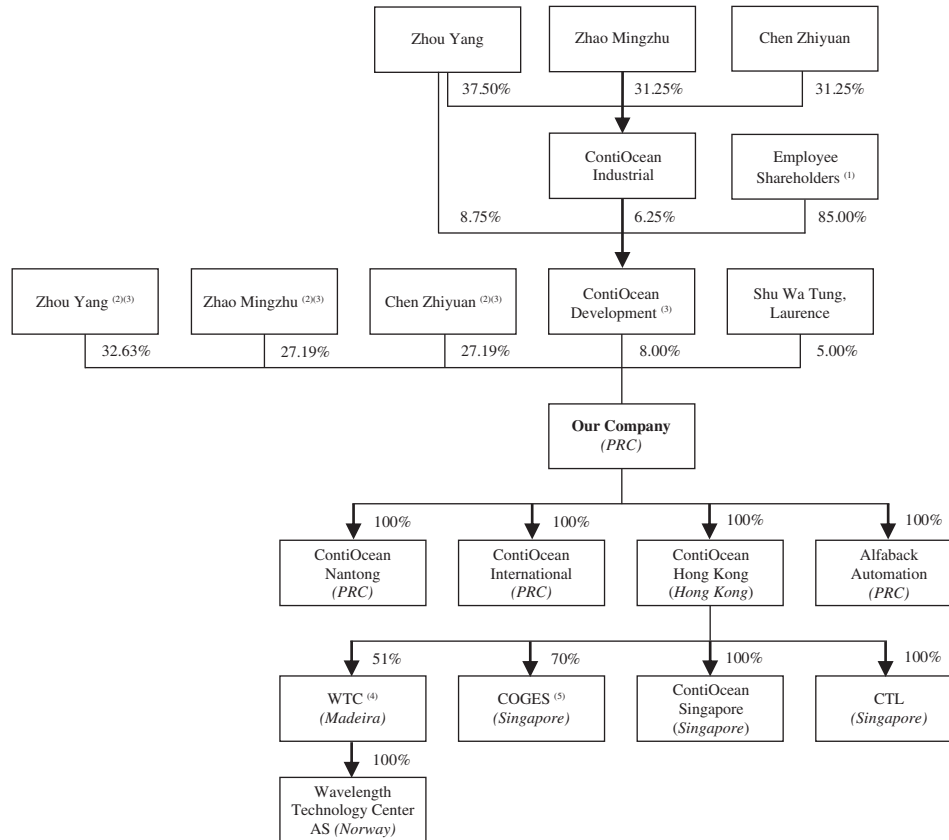 Zhou Yang
Zhao Mingzhu
Chen Zhiyuan
37.50%
31.25%
31.25%
ContiOcean
Industrial
Employee
Shareholders (1)
8.75%
6.25%
85.00%
Zhou Yang (2)(3)
Zhao Mingzhu (2)(3)
Chen Zhiyuan (2)(3)
ContiOcean
Development (3)
Shu Wa Tung,
Laurence
32.63%
27.19%
27.19%
8.00%
5.00%
Our Company
(PRC)
100%
100%
100%
100%
ContiOcean
Nantong
(PRC)
ContiOcean
International
(PRC)
ContiOcean
Hong Kong
(Hong Kong)
Alfaback
Automation
(PRC)
51%
70%
100%
100%
WTC (4)
(Madeira)
COGES (5)
(Singapore)
ContiOcean
Singapore
(Singapore)
CTL
(Singapore)
100%
Wavelength
Technology Center
AS (Norway)